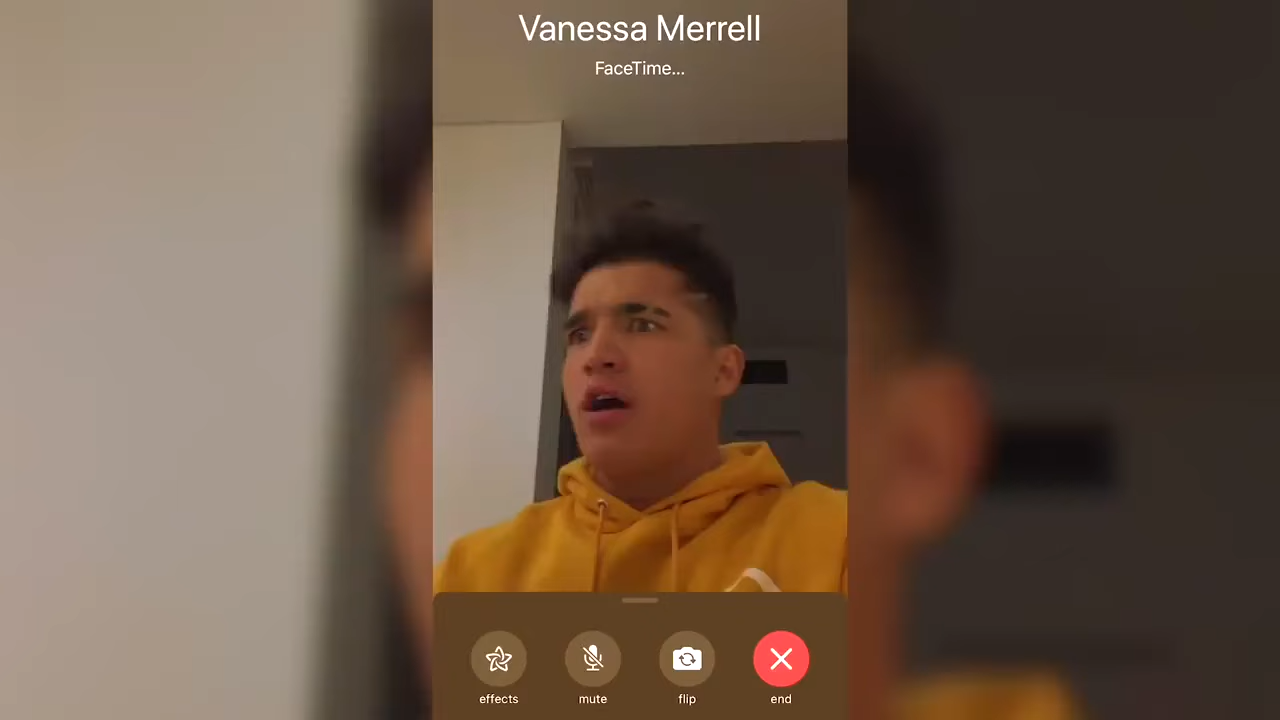 Vanessa Merrell
FaceTime...
effects
mute
flip
end